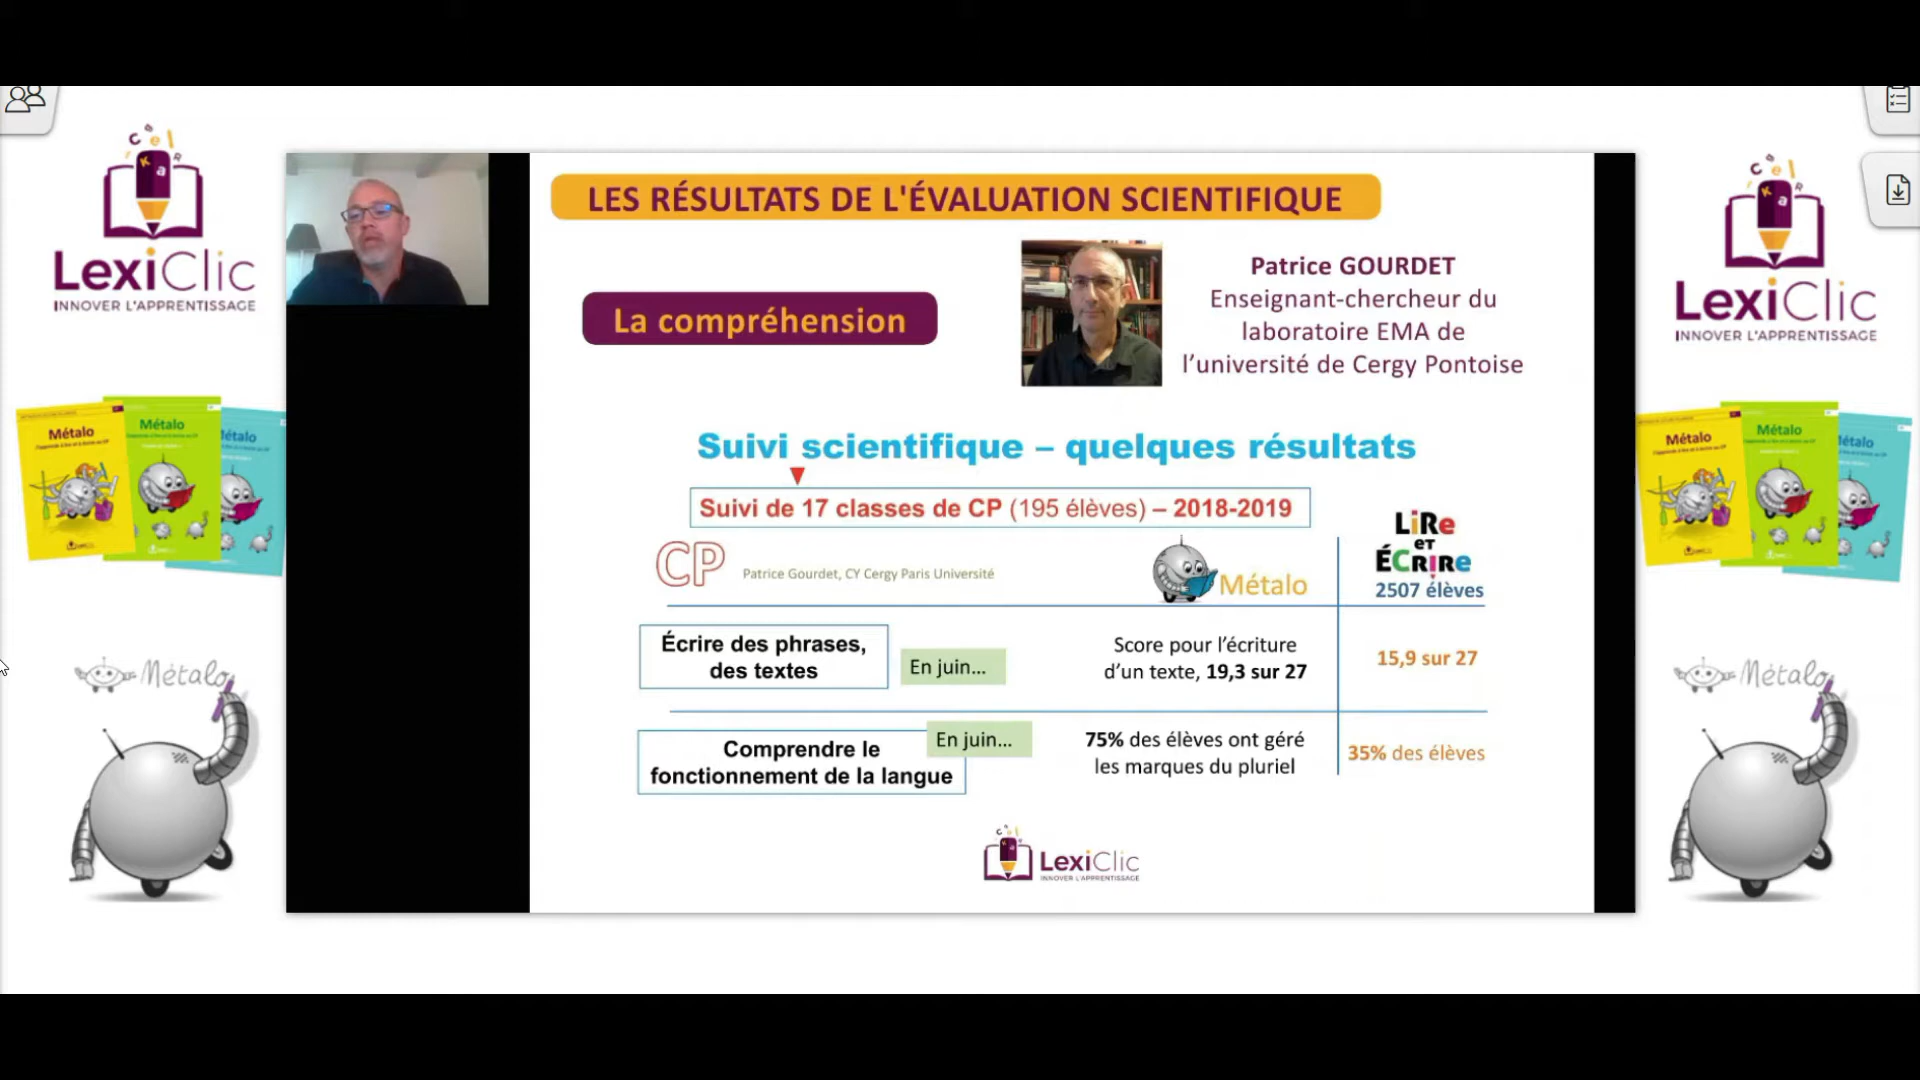 LexiClic
INNOVER L'APPRENTISSAGE
Métalo
Métalo
Métalo
Métalo
LES RÉSULTATS DE L'ÉVALUATION SCIENTIFIQUE
La compréhension
Patrice GOURDET
Enseignant-chercheur du
laboratoire EMA de
l'université de Cergy Pontoise
Suivi scientifique – quelques résultats
Suivi de 17 classes de CP (195 élèves) – 2018-2019
CP
Patrice Gourdet, CY Cergy Paris Université
Métalo
LiRe
ET
ÉCRiRe
2507 élèves
Écrire des phrases,
des textes
En juin...
Score pour l'écriture
d'un texte, 19,3 sur 27
15,9 sur 27
Comprendre le
fonctionnement de la langue
En juin...
75% des élèves ont géré
les marques du pluriel
35% des élèves
LexiClic
INNOVER L'APPRENTISSAGE
LexiClic
INNOVER L'APPRENTISSAGE
Métalo
Métalo
Métalo
Métalo